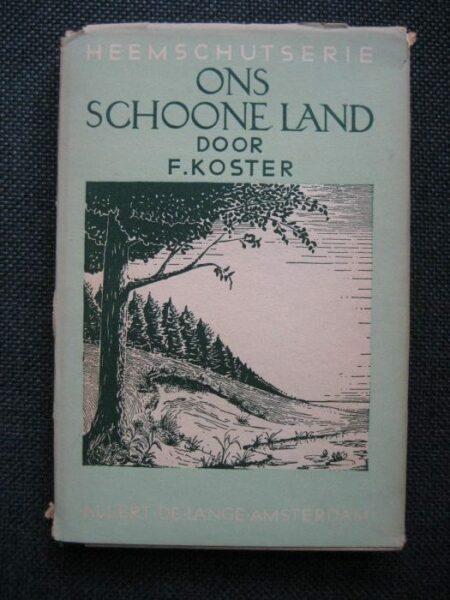 HEEMSCHUTSERIE
ONS
SCHOONE LAND
DOOR
F. KOSTER
ALLERT·DE·LANGE·AMSTERDAM